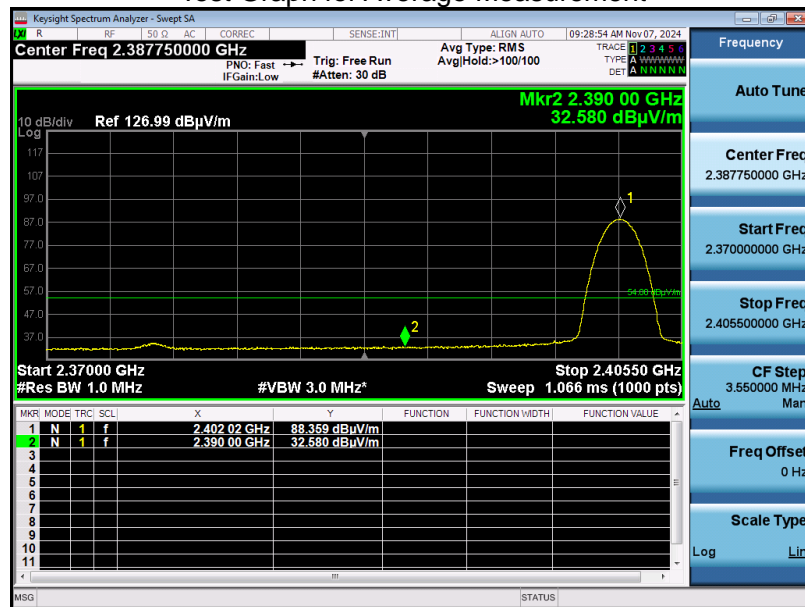 Test Graph for Average Measurement
Keysight Spectrum Analyzer - Swept SA
LXI R RF 50 Ω AC CORREC SENSE:INT ALIGN AUTO 09:28:54 AM Nov 07, 2024
Center Freq 2.387750000 GHz
PNO: Fast
IFGain:Low
Trig: Free Run
#Atten: 30 dB
Avg Type: RMS
Avg|Hold:>100/100
TRACE 1 2 3 4 5 6
TYPE A WWWWW
DET A N N N N N
Mkr2 2.390 00 GHz
32.580 dBµV/m
10 dB/div Ref 126.99 dBµV/m
Log
117
107
97.0
87.0
77.0
67.0
57.0
47.0
37.0
1
2
54.00 dBµV/m
Start 2.37000 GHz Stop 2.40550 GHz
#Res BW 1.0 MHz #VBW 3.0 MHz* Sweep 1.066 ms (1000 pts)
MKR MODE TRC SCL X Y FUNCTION FUNCTION WIDTH FUNCTION VALUE
1 N 1 f 2.402 02 GHz 88.359 dBµV/m
2 N 1 f 2.390 00 GHz 32.580 dBµV/m
3
4
5
6
7
8
9
10
11
MSG STATUS
Frequency
Auto Tune
Center Freq
2.387750000 GHz
Start Freq
2.370000000 GHz
Stop Freq
2.405500000 GHz
CF Step
3.550000 MHz
Auto Man
Freq Offset
0 Hz
Scale Type
Log Lin